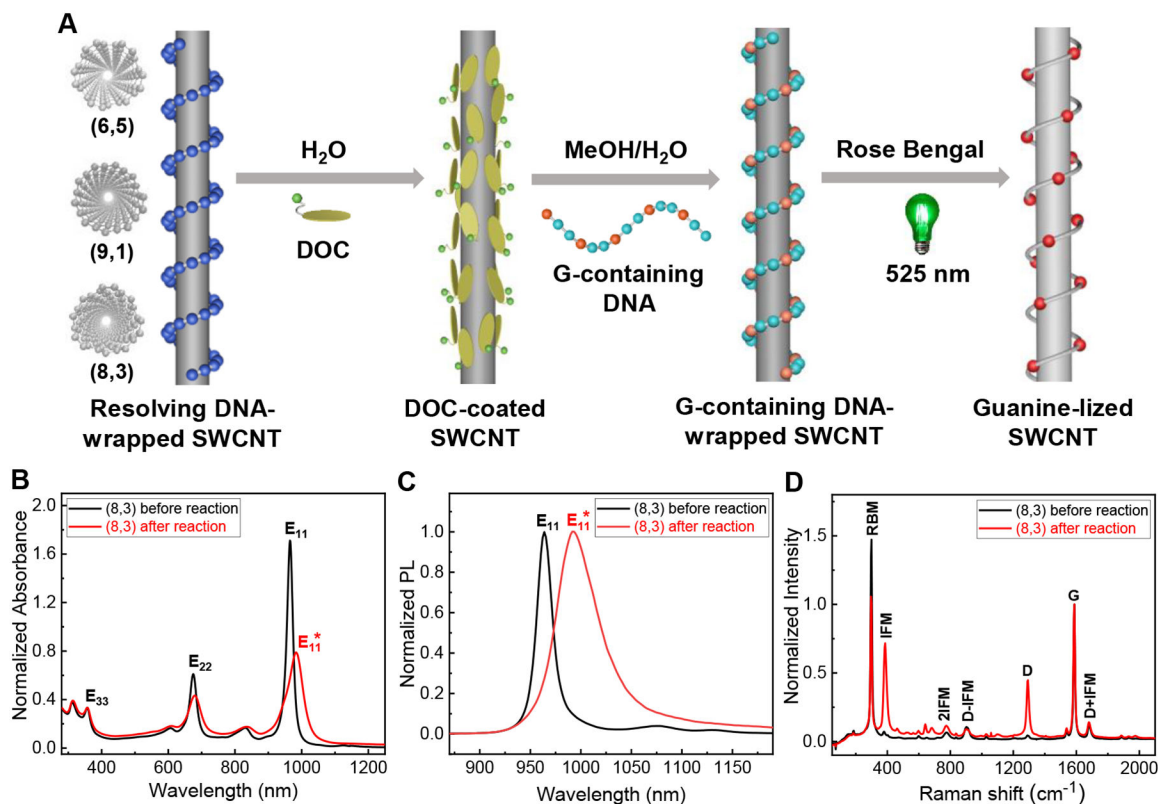 A
(6,5)
(9,1)
(8,3)
H₂O
DOC
MeOH/H₂O
G-containing
DNA
Rose Bengal
525 nm
Resolving DNA-
wrapped SWCNT
DOC-coated
SWCNT
G-containing DNA-
wrapped SWCNT
Guanine-lized
SWCNT
B
(8,3) before reaction
(8,3) after reaction
E₁₁
E₁₁*
E₂₂
E₃₃
Normalized Absorbance
2.0
1.6
1.2
0.8
0.4
0.0
400 600 800 1000 1200
Wavelength (nm)
C
(8,3) before reaction
(8,3) after reaction
E₁₁ E₁₁*
Normalized PL
1.0
0.8
0.6
0.4
0.2
0.0
900 950 1000 1050 1100 1150
Wavelength (nm)
D
(8,3) before reaction
(8,3) after reaction
RBM
IFM
2IFM
D-IFM
D
G
D+IFM
Normalized Intensity
1.5
1.0
0.5
0.0
400 800 1200 1600 2000
Raman shift (cm⁻¹)